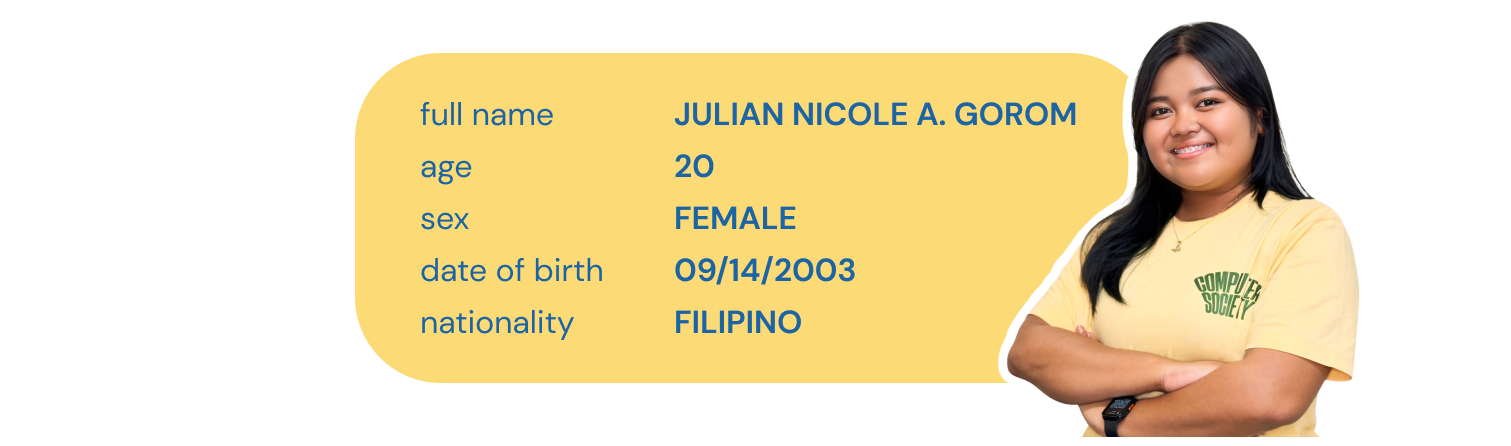 full name JULIAN NICOLE A. GOROM
age 20
sex FEMALE
date of birth 09/14/2003
nationality FILIPINO
COMPUTER
SOCIETY